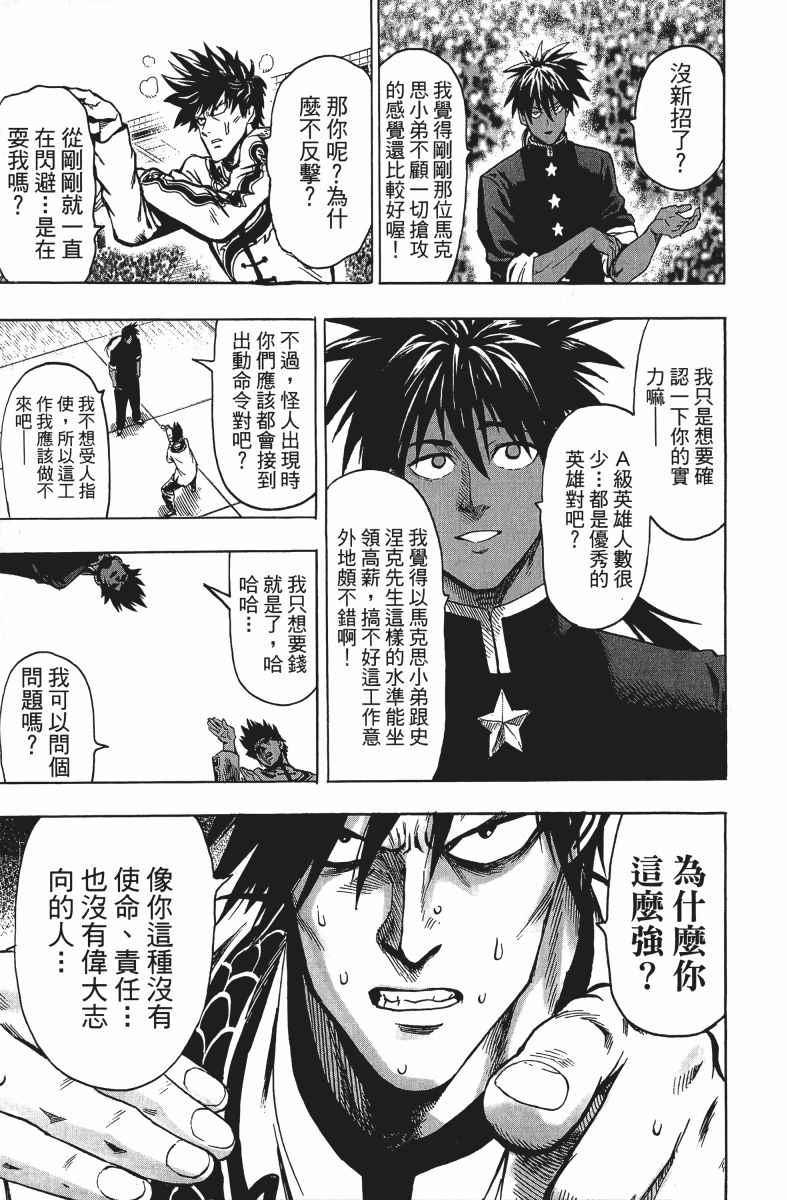 沒新招了？
我覺得剛剛那位馬克
思小弟不顧一切搶攻
的感覺還比較好喔！
那你呢？為什
麼不反擊？
從剛剛就一直
在閃避…是在
耍我嗎？
我只是想要確
認一下你的實
力嘛——
Ａ級英雄人數很
少…都是優秀的
英雄對吧？
我覺得以馬克思小弟跟史
涅克先生這樣的水準能坐
領高薪，搞不好這工作意
外地頗不錯啊！
不過，怪人出現時
你們應該都會接到
出動命令對吧？
我不想受人指
使，所以這工
作我應該做不
來吧——
我只想要錢
就是了，哈
哈哈…
我可以問個
問題嗎？
為什麼你
這麼強？
像你這種沒有
使命、責任…
也沒有偉大志
向的人…